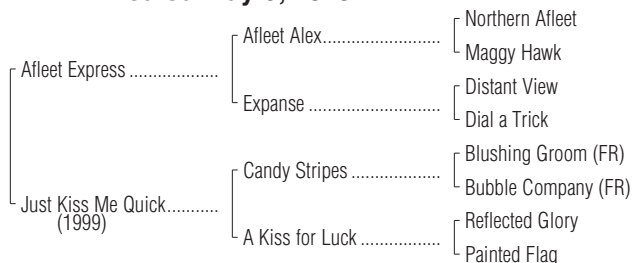 Northern Afleet
Afleet Alex..........................
Maggy Hawk
Afleet Express ...................
Distant View
Expanse .............................
Dial a Trick
Blushing Groom (FR)
Candy Stripes ...................
Bubble Company (FR)
Just Kiss Me Quick...........
(1999)
Reflected Glory
A Kiss for Luck .................
Painted Flag